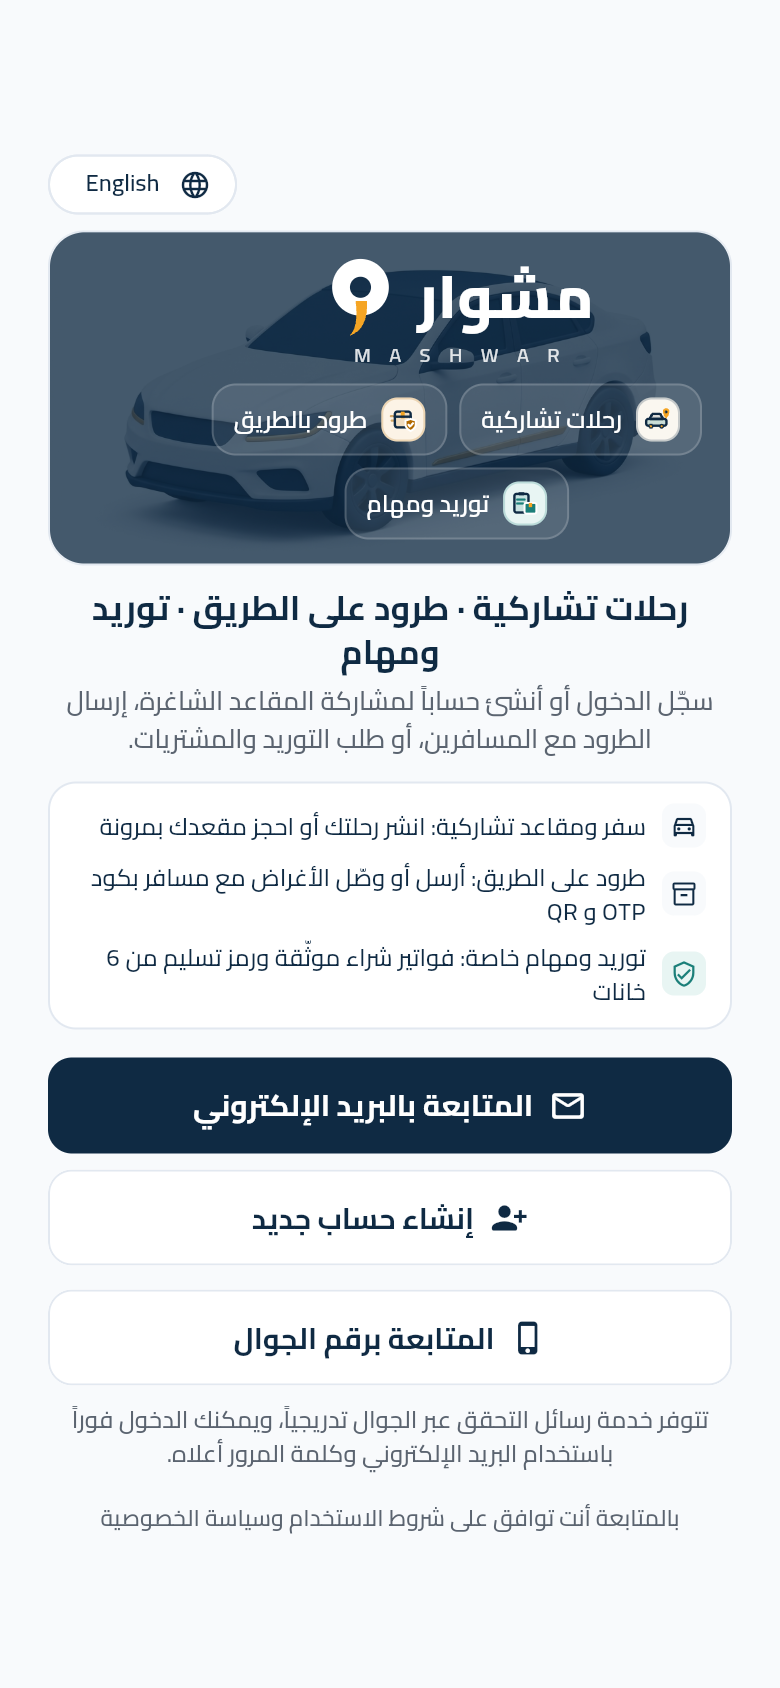 English
مشوار
MASHWAR
رحلات تشاركية
طرود بالطريق
توريد ومهام
رحلات تشاركية · طرود على الطريق · توريد
ومهام
سجّل الدخول أو أنشئ حساباً لمشاركة المقاعد الشاغرة، إرسال
الطرود مع المسافرين، أو طلب التوريد والمشتريات.
سفر ومقاعد تشاركية: انشر رحلتك أو احجز مقعدك بمرونة
طرود على الطريق: أرسل أو وصّل الأغراض مع مسافر بكود
OTP و QR
توريد ومهام خاصة: فواتير شراء موثّقة ورمز تسليم من 6
خانات
المتابعة بالبريد الإلكتروني
إنشاء حساب جديد
المتابعة برقم الجوال
تتوفر خدمة رسائل التحقق عبر الجوال تدريجياً، ويمكنك الدخول فوراً
باستخدام البريد الإلكتروني وكلمة المرور أعلاه.
بالمتابعة أنت توافق على شروط الاستخدام وسياسة الخصوصية